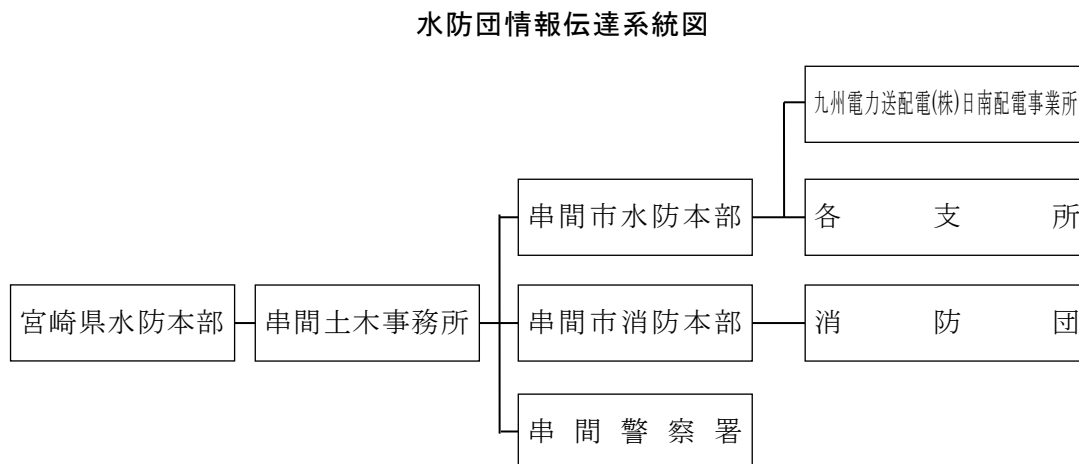 水防団情報伝達系統図
九州電力送配電(株)日南配電事業所
串間市水防本部
各支所
宮崎県水防本部
串間土木事務所
串間市消防本部
消防団
串間警察署